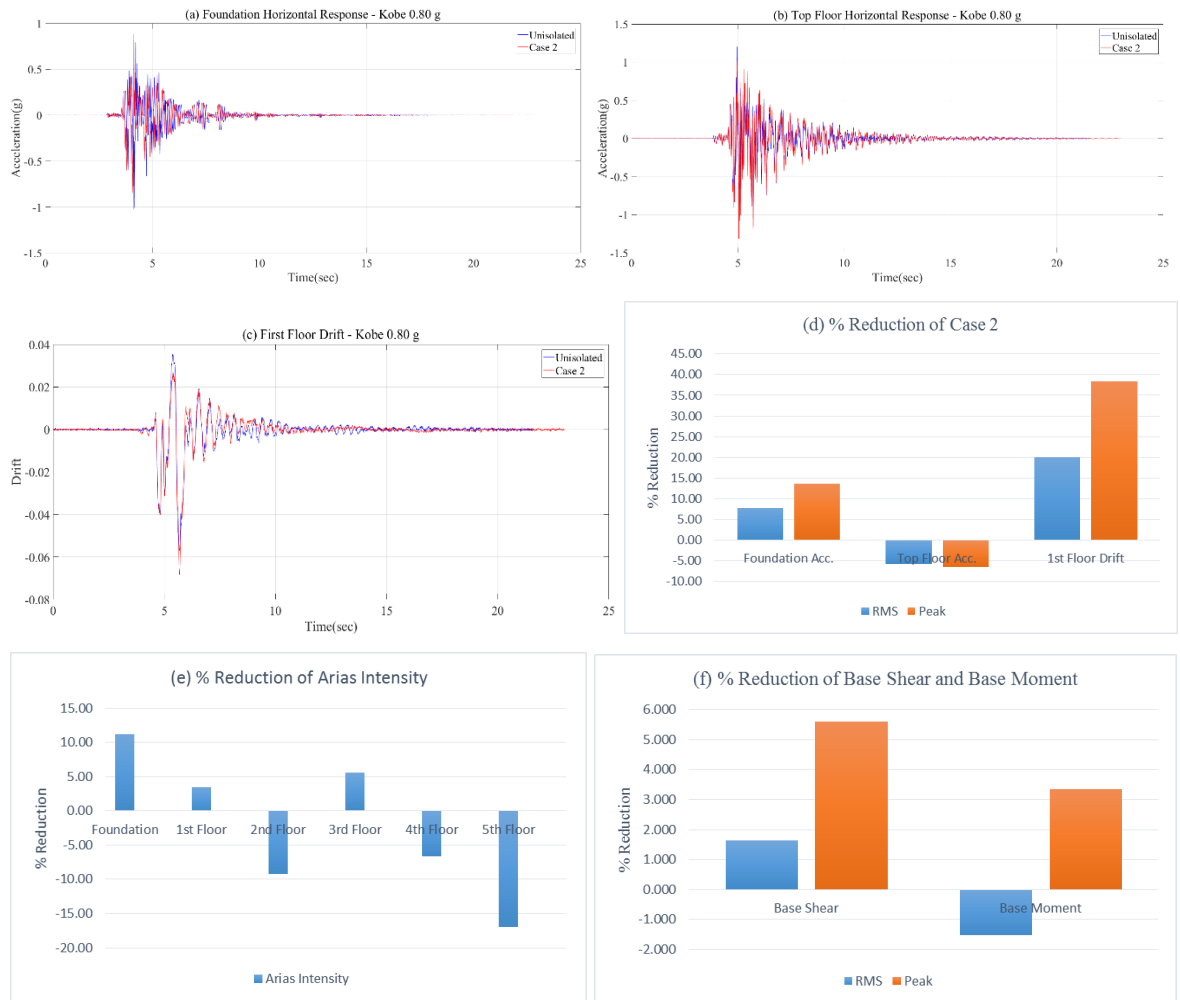 (a) Foundation Horizontal Response - Kobe 0.80 g
1
0.5
0
-0.5
-1
-1.5
Acceleration(g)
Unisolated
Case 2
0
5
10
15
20
25
Time(sec)
(b) Top Floor Horizontal Response - Kobe 0.80 g
1.5
1
0.5
0
-0.5
-1
-1.5
Acceleration(g)
Unisolated
Case 2
0
5
10
15
20
25
Time(sec)
(c) First Floor Drift - Kobe 0.80 g
0.04
0.02
0
-0.02
-0.04
-0.06
-0.08
Drift
Unisolated
Case 2
0
5
10
15
20
25
Time(sec)
(d) % Reduction of Case 2
45.00
40.00
35.00
30.00
25.00
20.00
15.00
10.00
5.00
0.00
-5.00
-10.00
% Reduction
Foundation Acc.
Top Floor Acc.
1st Floor Drift
RMS
Peak
(e) % Reduction of Arias Intensity
15.00
10.00
5.00
0.00
-5.00
-10.00
-15.00
-20.00
% Reduction
Foundation
1st Floor
2nd Floor
3rd Floor
4th Floor
5th Floor
Arias Intensity
(f) % Reduction of Base Shear and Base Moment
6.000
5.000
4.000
3.000
2.000
1.000
0.000
-1.000
-2.000
% Reduction
Base Shear
Base Moment
RMS
Peak